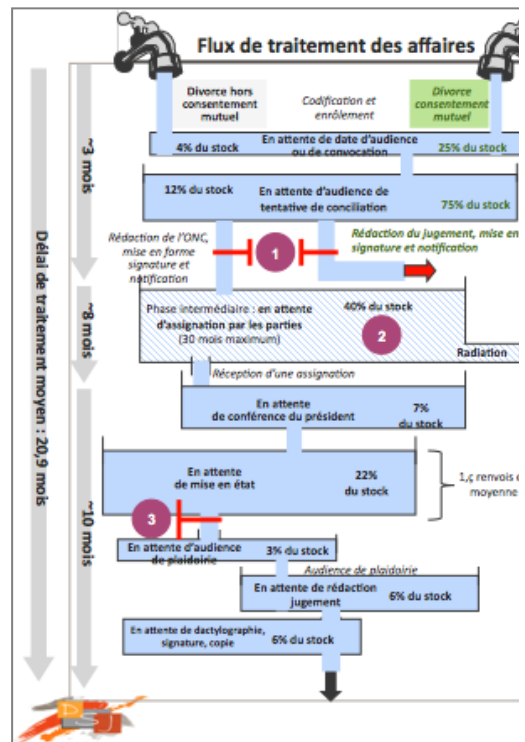 Flux de traitement des affaires
Divorce hors
consentement
mutuel
Codification et
enrôlement
Divorce
consentement
mutuel
4% du stock
En attente de date d'audience
ou de convocation
25% du stock
12% du stock
En attente d'audience de
tentative de conciliation
75% du stock
Rédaction de l'ONC,
mise en forme
signature et
notification
1
Rédaction du jugement, mise en
signature et notification
Phase intermédiaire : en attente
d'assignation par les parties
(30 mois maximum)
40% du stock
2
Radiation
Réception d'une assignation
En attente
de conférence du président
7%
du stock
En attente
de mise en état
22%
du stock
1,ç renvois e
moyenne
3
En attente d'audience
de plaidoirie
3% du stock
Audience de plaidoirie
En attente de rédaction
jugement
6% du stock
En attente de dactylographie,
signature, copie
6% du stock
Délai de traitement moyen : 20,9 mois
~3 mois
~8 mois
~10 mois